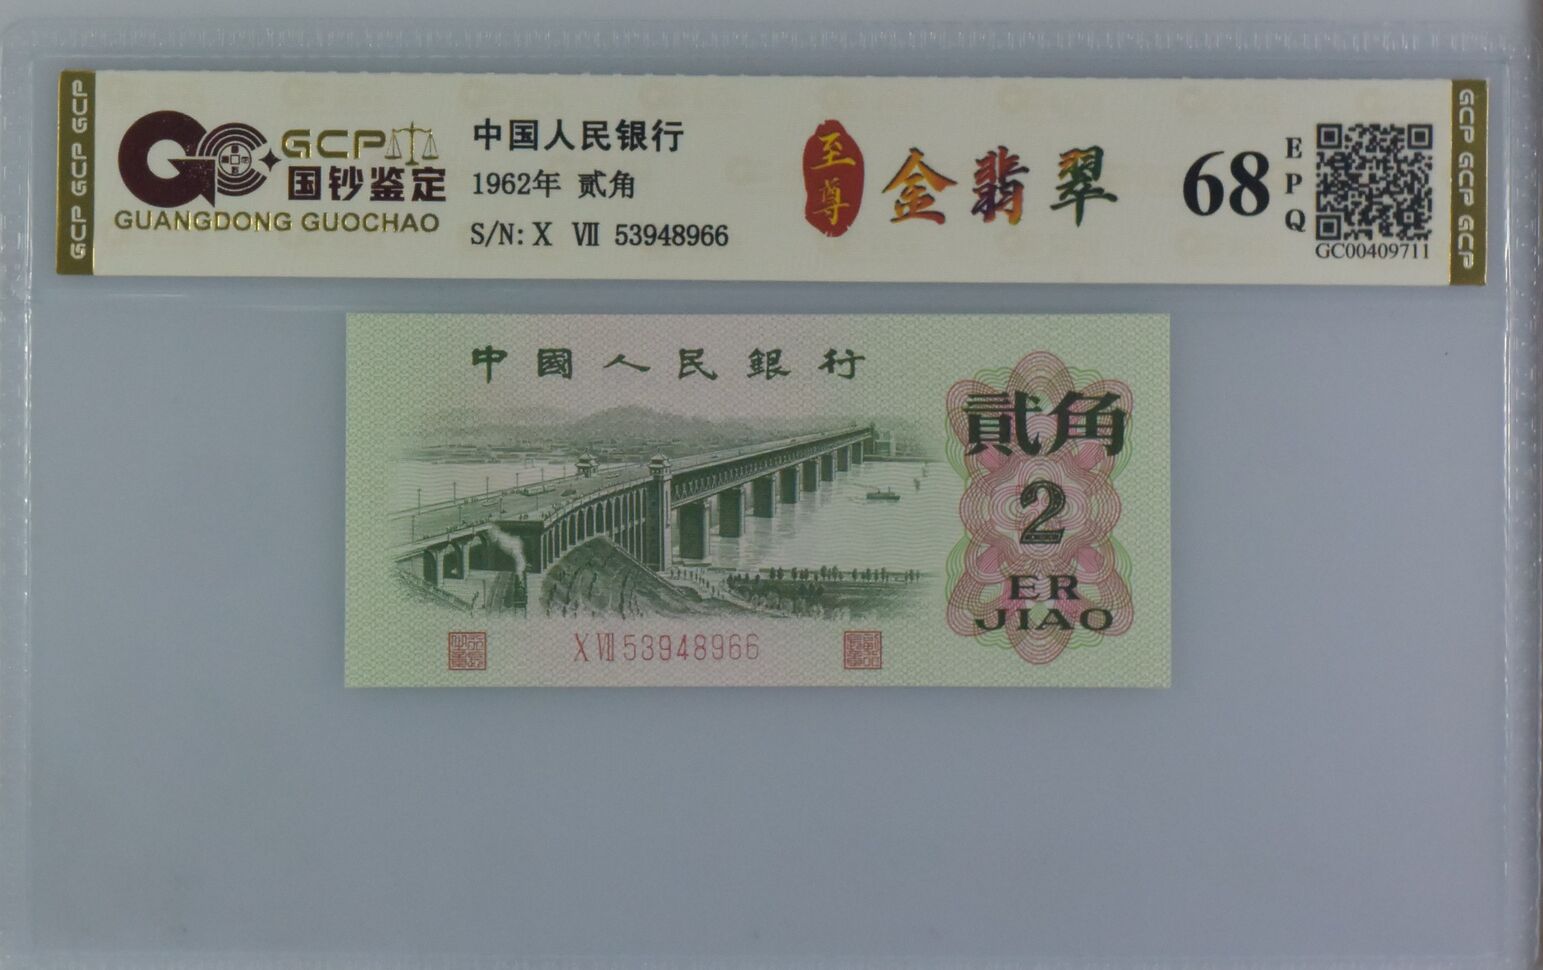 GCP GCP GCP
GCP
国钞鉴定
GUANGDONG GUOCHAO
中国人民银行
1962年 贰角
S/N: X Ⅶ 53948966
至尊
金翡翠
68
EPQ
GC00409711
GCP GCP GCP
中國人民銀行
貳角
2
ER
JIAO
X Ⅶ 53948966